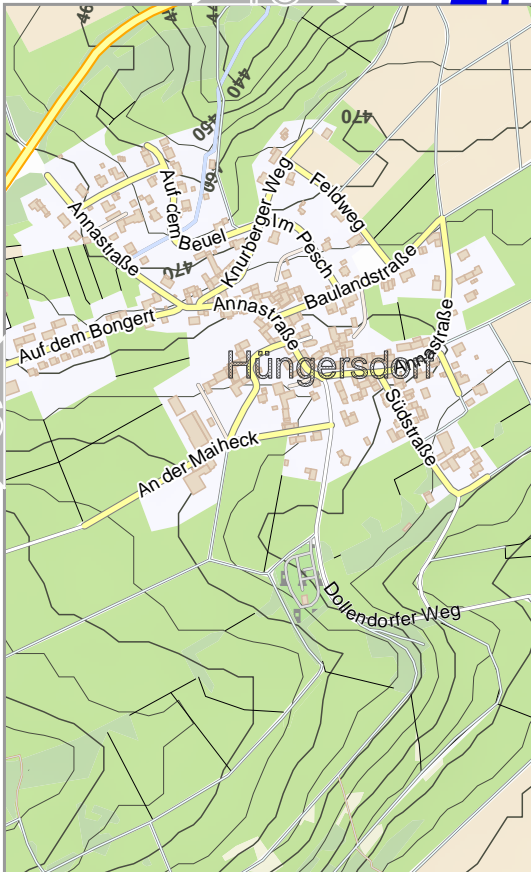 440
450
460
470
470
Annastraße
Auf dem
Beuel
Knurberger Weg
Im Pesch
Feldweg
Baulandstraße
Auf dem Bongert
Annastraße
Annastraße
Hüngersdorf
Südstraße
An der Maiheck
Dollendorfer Weg